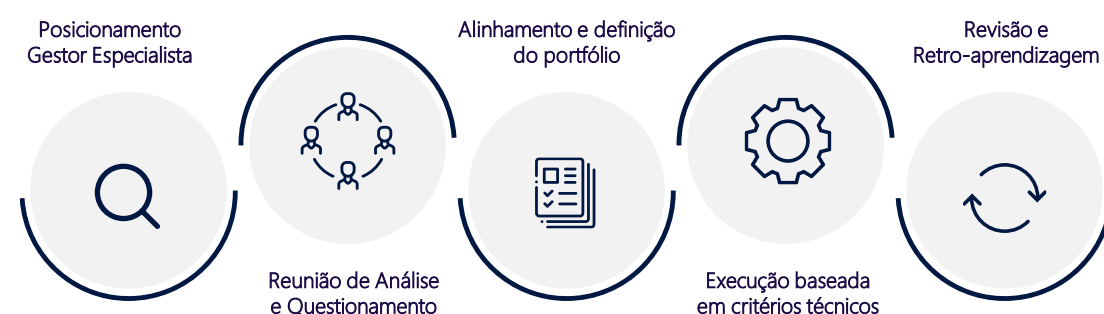 Posicionamento
Gestor Especialista
Reunião de Análise
e Questionamento
Alinhamento e definição
do portfólio
Execução baseada
em critérios técnicos
Revisão e
Retro-aprendizagem